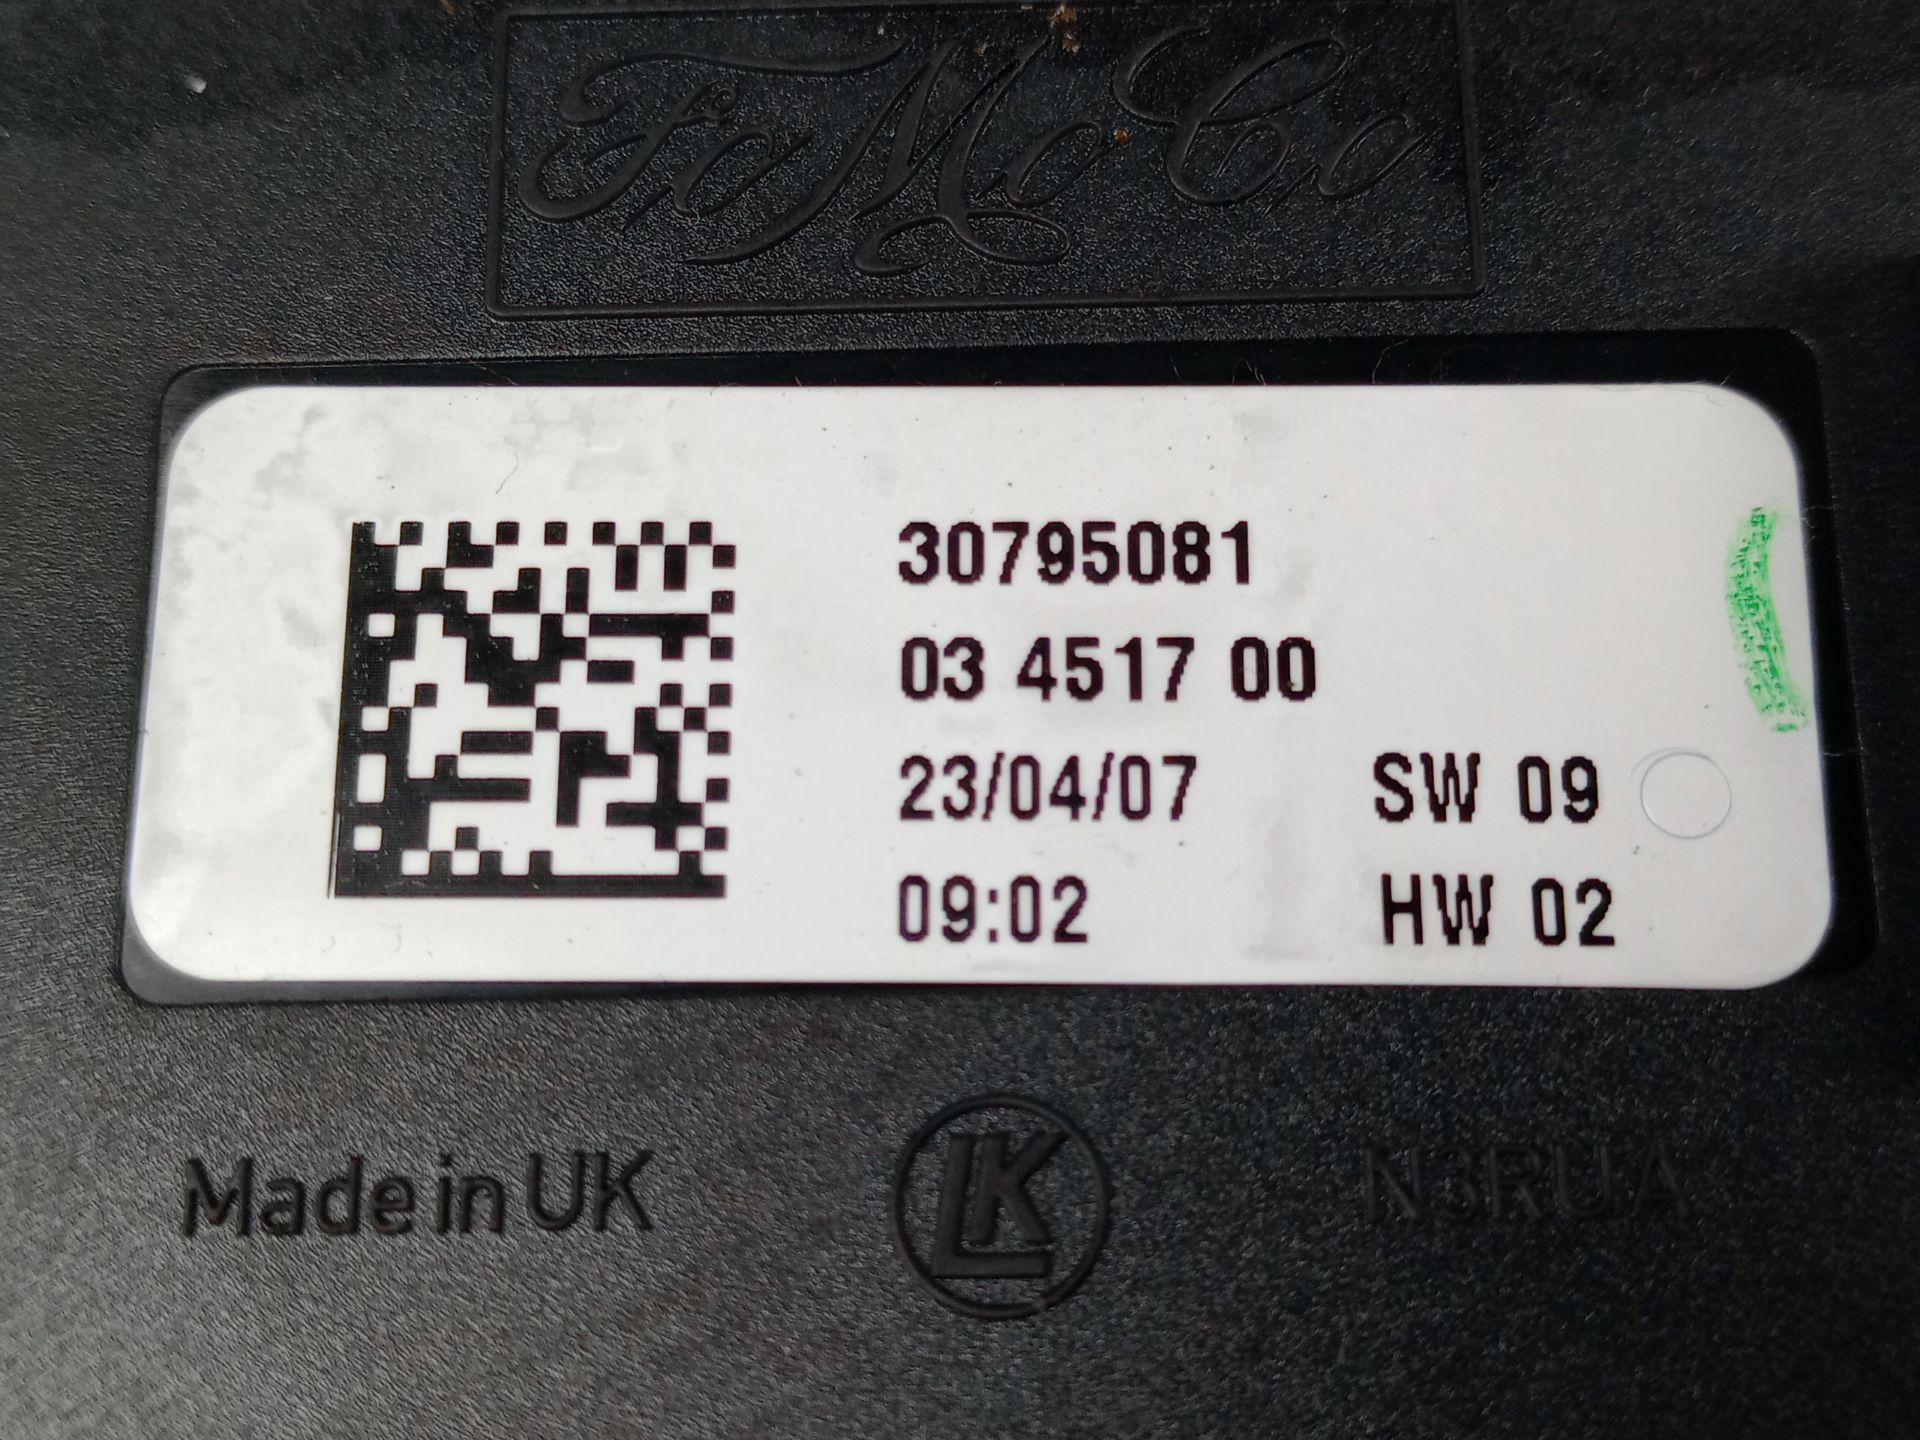 FoMoCo
30795081
03 4517 00
23/04/07 SW 09
09:02 HW 02
Made in UK LK N3RUA